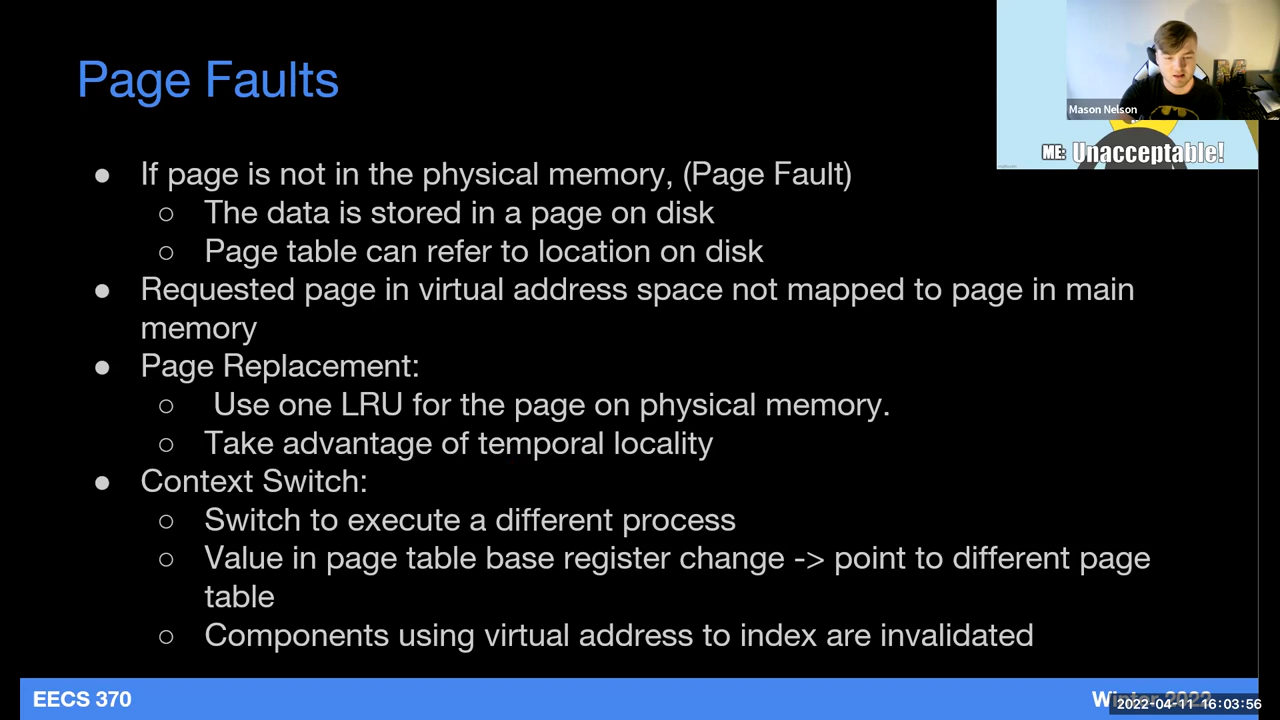 Page Faults
Mason Nelson
ME: Unacceptable!
● If page is not in the physical memory, (Page Fault)
○ The data is stored in a page on disk
○ Page table can refer to location on disk
● Requested page in virtual address space not mapped to page in main
memory
● Page Replacement:
○ Use one LRU for the page on physical memory.
○ Take advantage of temporal locality
● Context Switch:
○ Switch to execute a different process
○ Value in page table base register change -> point to different page
table
○ Components using virtual address to index are invalidated
EECS 370
Winter 2022
2022-04-11 16:03:56